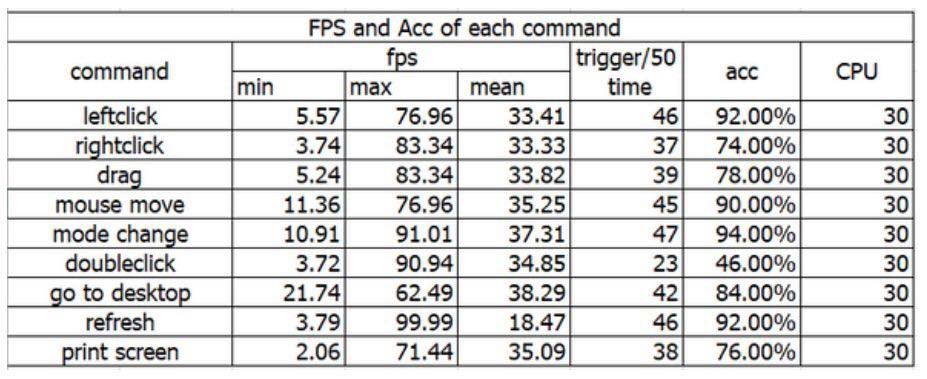 FPS and Acc of each command
command fps trigger/50 time acc CPU
min max mean
leftclick 5.57 76.96 33.41 46 92.00% 30
rightclick 3.74 83.34 33.33 37 74.00% 30
drag 5.24 83.34 33.82 39 78.00% 30
mouse move 11.36 76.96 35.25 45 90.00% 30
mode change 10.91 91.01 37.31 47 94.00% 30
doubleclick 3.72 90.94 34.85 23 46.00% 30
go to desktop 21.74 62.49 38.29 42 84.00% 30
refresh 3.79 99.99 18.47 46 92.00% 30
print screen 2.06 71.44 35.09 38 76.00% 30